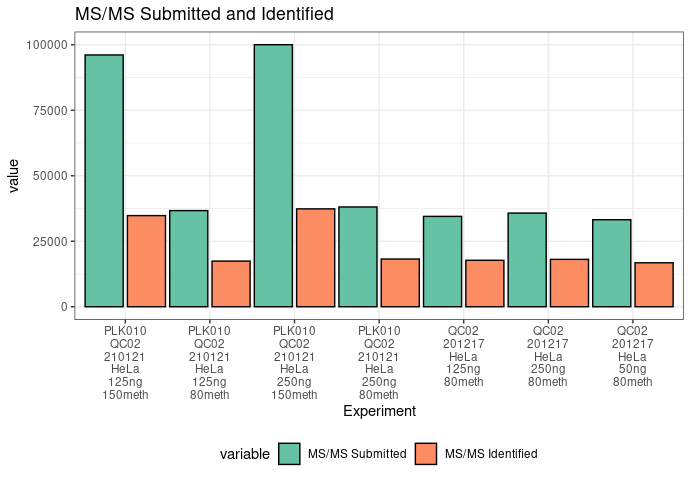 MS/MS Submitted and Identified
100000
75000
50000
25000
0
value
PLK010 PLK010 PLK010 PLK010 QC02 QC02 QC02
QC02 QC02 QC02 QC02 201217 201217 201217
210121 210121 210121 210121 HeLa HeLa HeLa
HeLa HeLa HeLa HeLa 125ng 250ng 50ng
125ng 125ng 250ng 250ng 80meth 80meth 80meth
150meth 80meth 150meth 80meth
Experiment
variable MS/MS Submitted MS/MS Identified